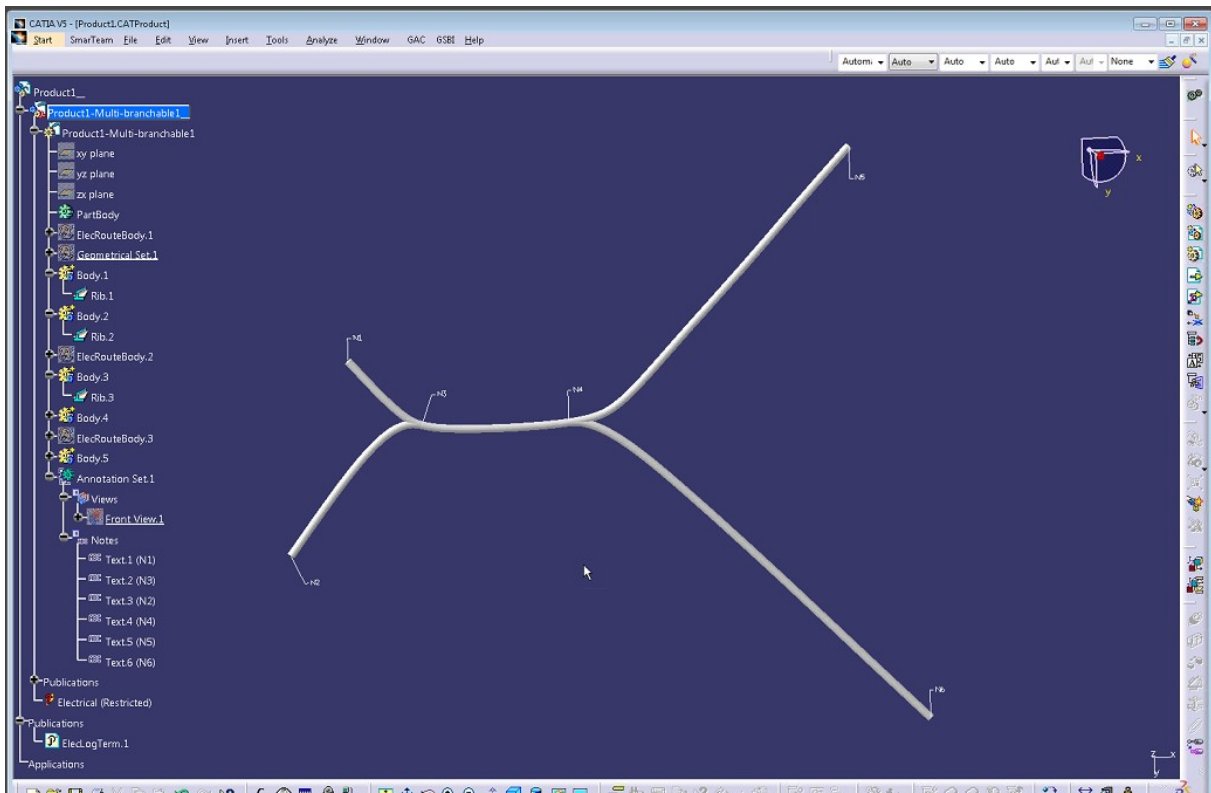 CATIA V5 - [Product1.CATProduct]
Start SmarTeam File Edit View Insert Tools Analyze Window GAC GSBI Help
Auto Auto Auto None
Product1__
Product1-Multi-branchable1__
Product1-Multi-branchable1
xy plane
yz plane
zx plane
PartBody
ElecRouteBody.1
Geometrical Set.1
Body.1
Rib.1
Body.2
Rib.2
ElecRouteBody.2
Body.3
Rib.3
Body.4
ElecRouteBody.3
Body.5
Annotation Set.1
Views
Front View.1
Notes
Text.1 (N1)
Text.2 (N3)
Text.3 (N2)
Text.4 (N4)
Text.5 (N5)
Text.6 (N6)
Publications
Electrical (Restricted)
Publications
ElecLogTerm.1
Applications
N1
N3
N4
N5
N2
N6
x
y
z x
y